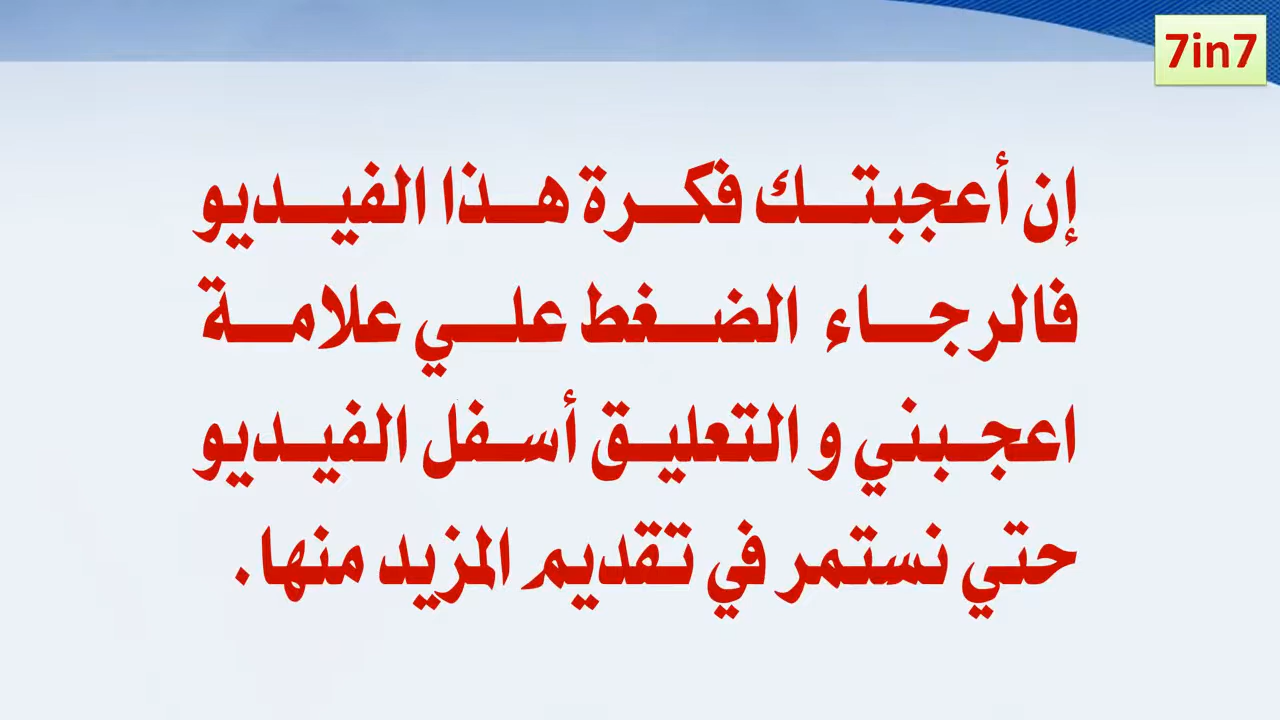 7in7
إن أعجبتك فكرة هذا الفيديو
فالرجاء الضغط علي علامة
اعجبني و التعليق أسفل الفيديو
حتي نستمر في تقديم المزيد منها.